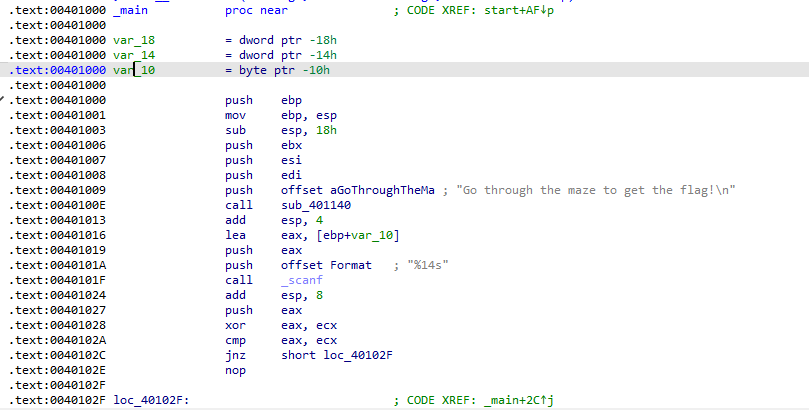 .text:00401000 _main proc near ; CODE XREF: start+AF↓p
.text:00401000
.text:00401000 var_18 = dword ptr -18h
.text:00401000 var_14 = dword ptr -14h
.text:00401000 var_10 = byte ptr -10h
.text:00401000
.text:00401000 push ebp
.text:00401001 mov ebp, esp
.text:00401003 sub esp, 18h
.text:00401006 push ebx
.text:00401007 push esi
.text:00401008 push edi
.text:00401009 push offset aGoThroughTheMa ; "Go through the maze to get the flag!\n"
.text:0040100E call sub_401140
.text:00401013 add esp, 4
.text:00401016 lea eax, [ebp+var_10]
.text:00401019 push eax
.text:0040101A push offset Format ; "%14s"
.text:0040101F call _scanf
.text:00401024 add esp, 8
.text:00401027 push eax
.text:00401028 xor eax, ecx
.text:0040102A cmp eax, ecx
.text:0040102C jnz short loc_40102F
.text:0040102E nop
.text:0040102F
.text:0040102F loc_40102F: ; CODE XREF: _main+2C↑j